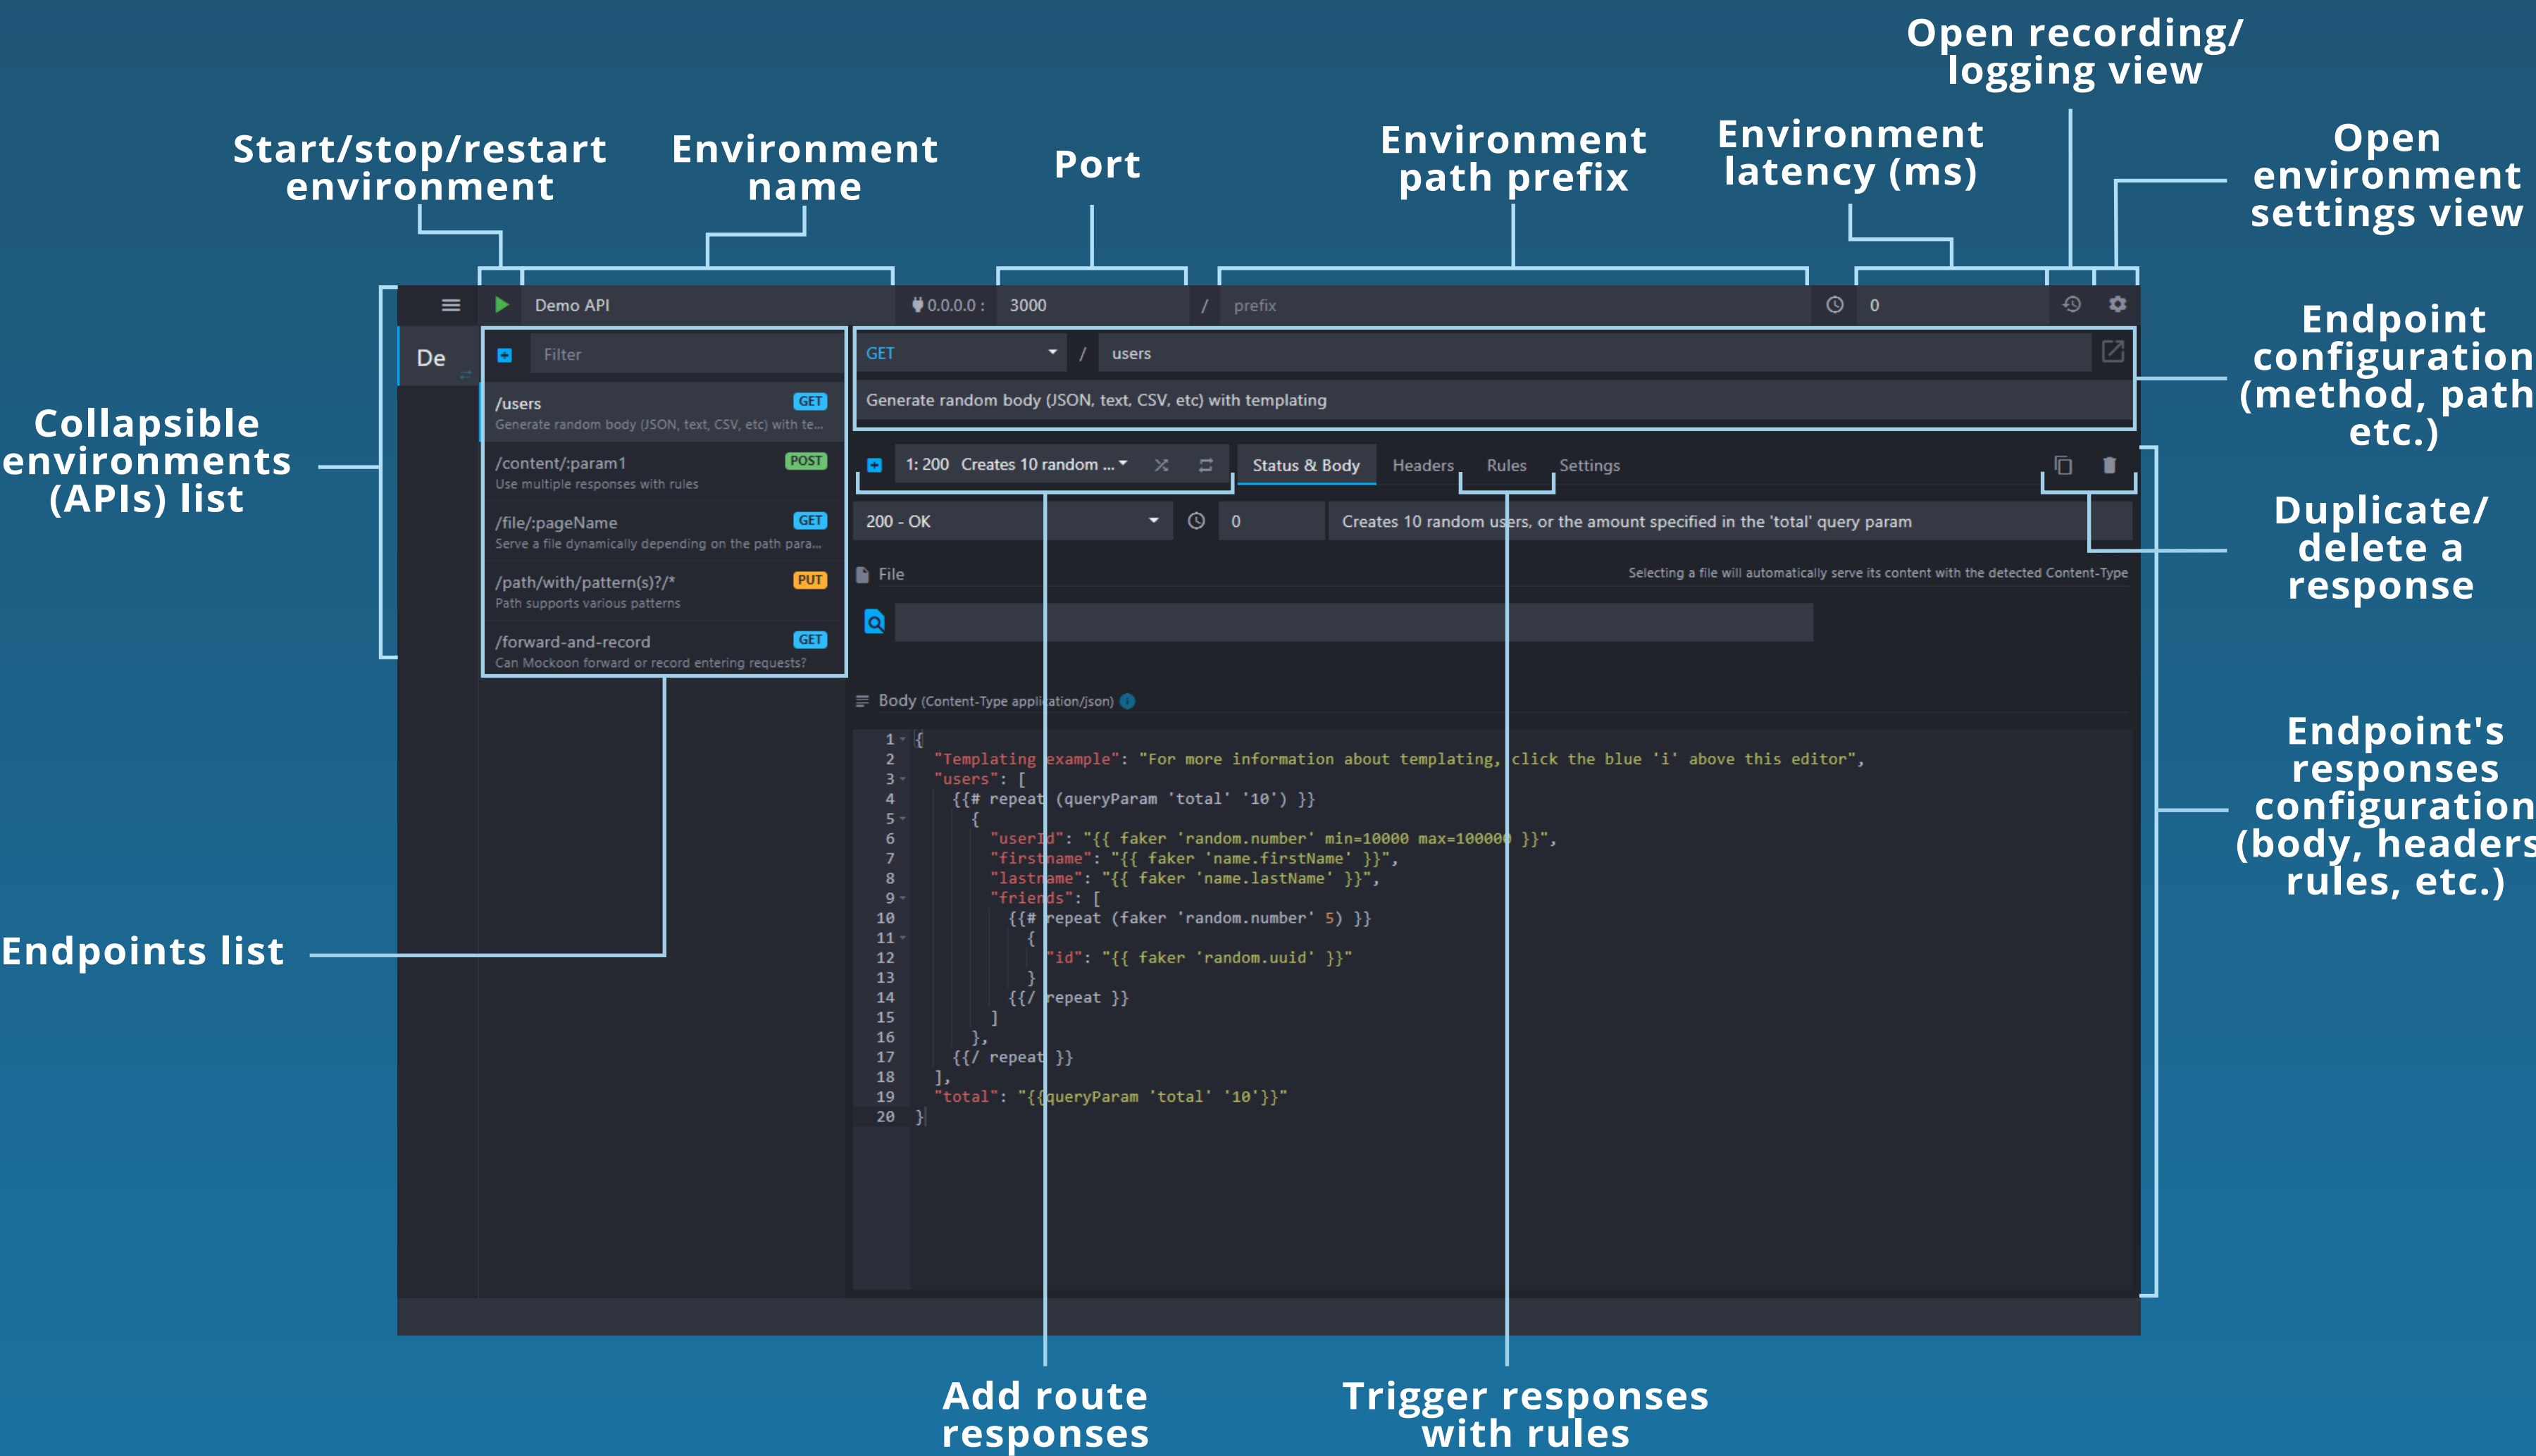 Open recording/
logging view
Start/stop/restart
environment
Environment
name
Port
Environment
path prefix
Environment
latency (ms)
Open
environment
settings view
Collapsible
environments
(APIs) list
Endpoints list
Demo API
0.0.0.0 :
3000
/
prefix
0
De
Filter
/users
GET
Generate random body (JSON, text, CSV, etc) with te...
/content/:param1
POST
Use multiple responses with rules
/file/:pageName
GET
Serve a file dynamically depending on the path para...
/path/with/pattern(s)?/*
PUT
Path supports various patterns
/forward-and-record
GET
Can Mockoon forward or record entering requests?
GET
/
users
Generate random body (JSON, text, CSV, etc) with templating
1: 200 Creates 10 random ...
Status & Body
Headers
Rules
Settings
200 - OK
0
Creates 10 random users, or the amount specified in the 'total' query param
File
Selecting a file will automatically serve its content with the detected Content-Type
Body (Content-Type application/json)
i
1 {
2 "Templating example": "For more information about templating, click the blue 'i' above this editor",
3 "users": [
4 {{# repeat (queryParam 'total' '10') }}
5 {
6 "userId": "{{ faker 'random.number' min=10000 max=100000 }}",
7 "firstname": "{{ faker 'name.firstName' }}",
8 "lastname": "{{ faker 'name.lastName' }}",
9 "friends": [
10 {{# repeat (faker 'random.number' 5) }}
11 {
12 "id": "{{ faker 'random.uuid' }}"
13 }
14 {{/ repeat }}
15 ]
16 },
17 {{/ repeat }}
18 ],
19 "total": "{{queryParam 'total' '10'}}"
20 }
Endpoint
configuration
(method, path
etc.)
Duplicate/
delete a
response
Endpoint's
responses
configuration
(body, headers
rules, etc.)
Add route
responses
Trigger responses
with rules